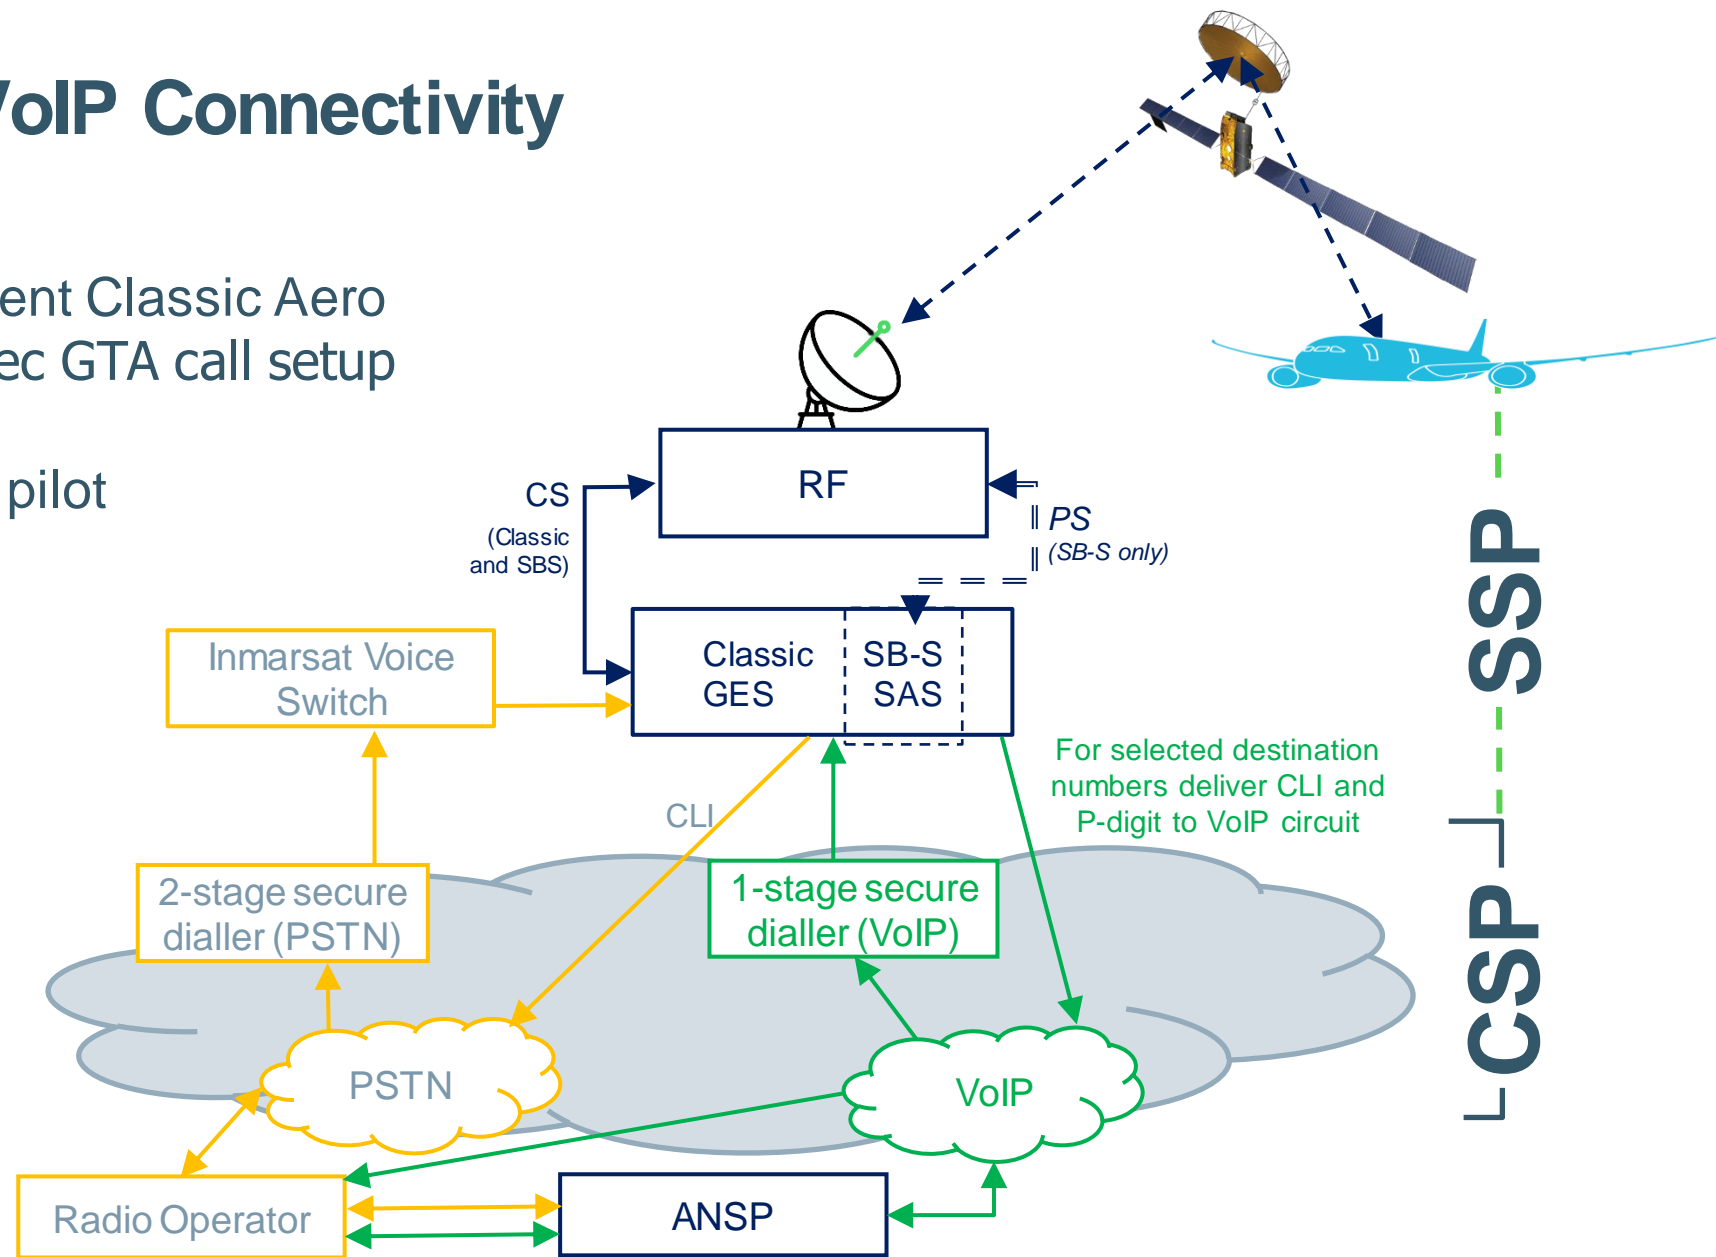 VoIP Connectivity
ent Classic Aero
ec GTA call setup
pilot
RF
CS
(Classic
and SBS)
PS
(SB-S only)
Inmarsat Voice
Switch
Classic
GES
SB-S
SAS
For selected destination
numbers deliver CLI and
P-digit to VoIP circuit
CLI
2-stage secure
dialler (PSTN)
1-stage secure
dialler (VoIP)
PSTN
VoIP
Radio Operator
ANSP
SSP
CSP